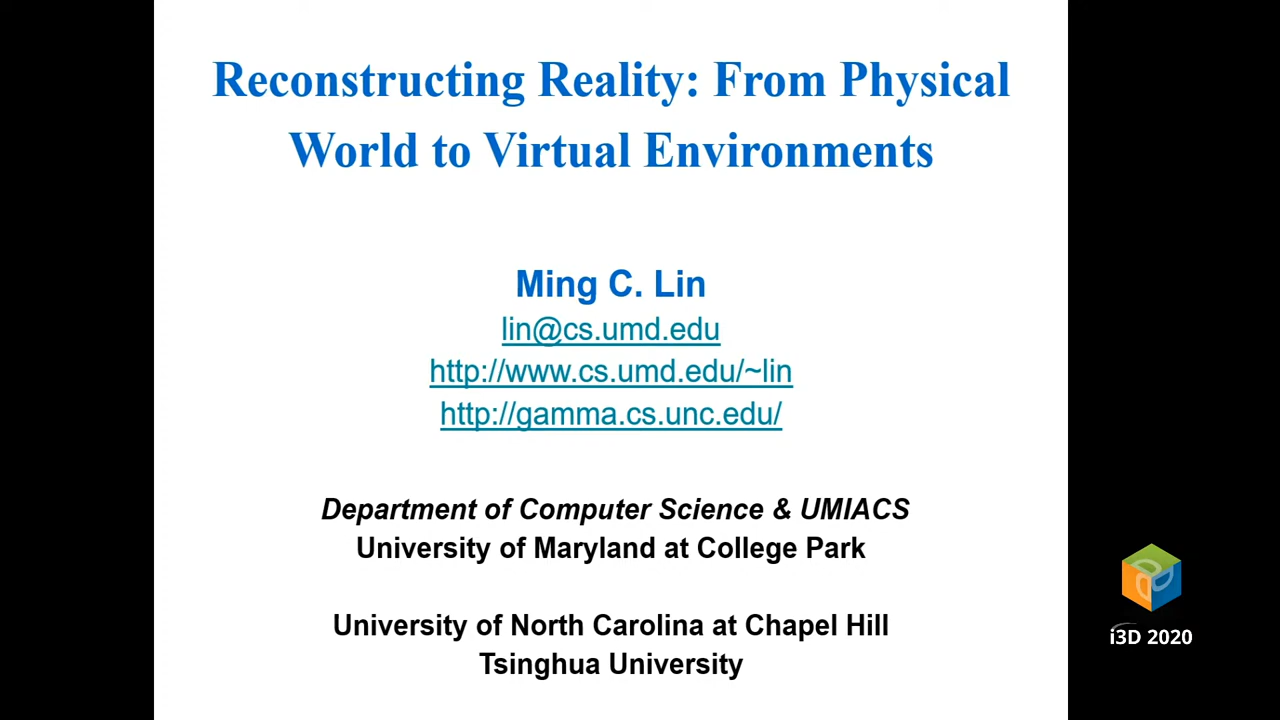 Reconstructing Reality: From Physical
World to Virtual Environments
Ming C. Lin
lin@cs.umd.edu
http://www.cs.umd.edu/~lin
http://gamma.cs.unc.edu/
Department of Computer Science & UMIACS
University of Maryland at College Park
University of North Carolina at Chapel Hill
Tsinghua University
i3D 2020